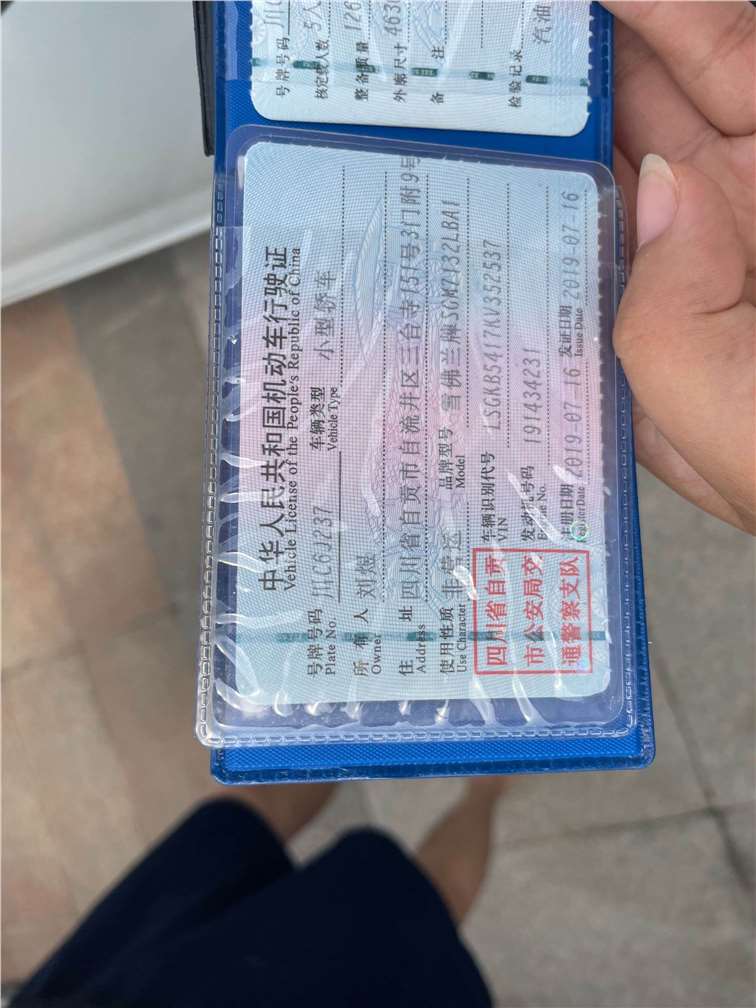 号牌号码
核定载人数 5人
整备质量 126
外廓尺寸 463
备 注
检验记录 汽油
中华人民共和国机动车行驶证
Vehicle License of the People's Republic of China
号牌号码 车辆类型 小型轿车
Plate No. Vehicle Type
所有人 刘煜
Owner
住址 四川省自贡市自流井区三台寺151号3门附9号
Address
使用性质 非营运 品牌型号 雪佛兰牌SGM7132LBA1
Use Character Model
车辆识别代号 LSGKB5417KV352537
VIN
发动机号码 191434231
Engine No.
注册日期 2019-07-16 发证日期 2019-07-16
Register Date Issue Date
四川省自贡
市公安局交
通警察支队